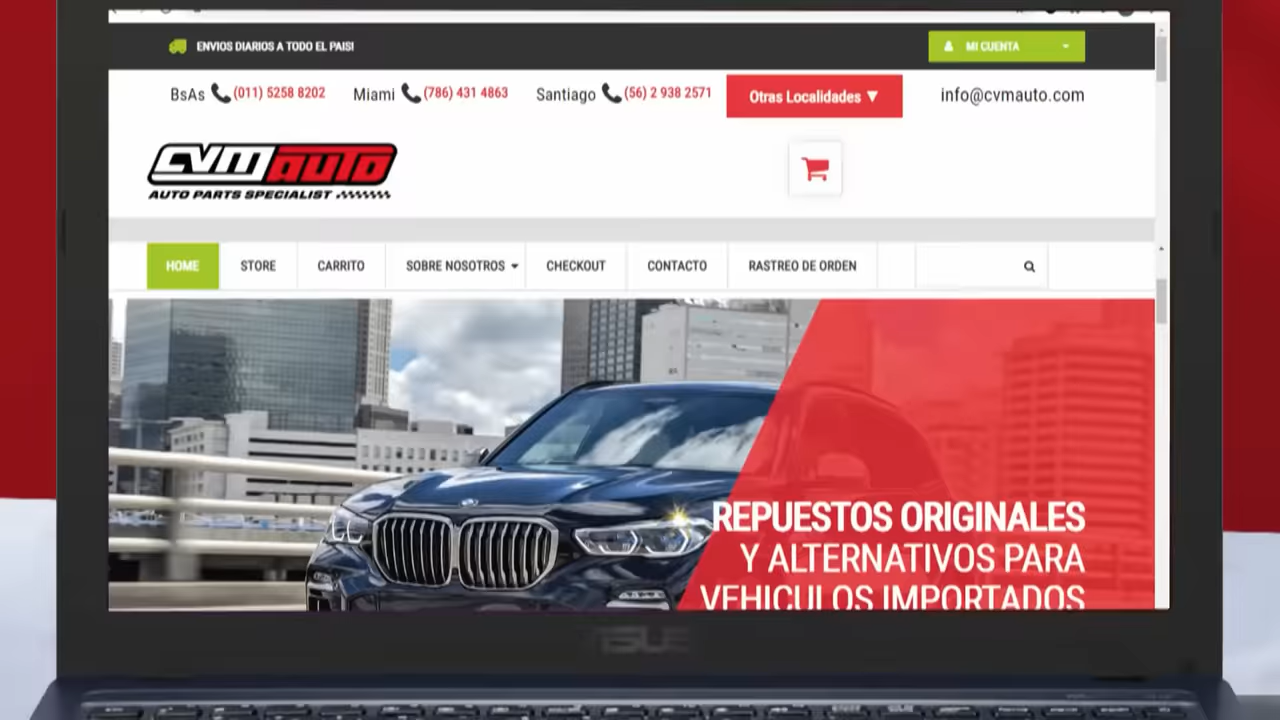 ENVIOS DIARIOS A TODO EL PAIS!
MI CUENTA
BsAs (011) 5258 8202 Miami (786) 431 4863 Santiago (56) 2 938 2571 Otras Localidades ▼ info@cvmauto.com
CVMAUTO
AUTO PARTS SPECIALIST
HOME STORE CARRITO SOBRE NOSOTROS CHECKOUT CONTACTO RASTREO DE ORDEN
REPUESTOS ORIGINALES
Y ALTERNATIVOS PARA
VEHICULOS IMPORTADOS
ASUS